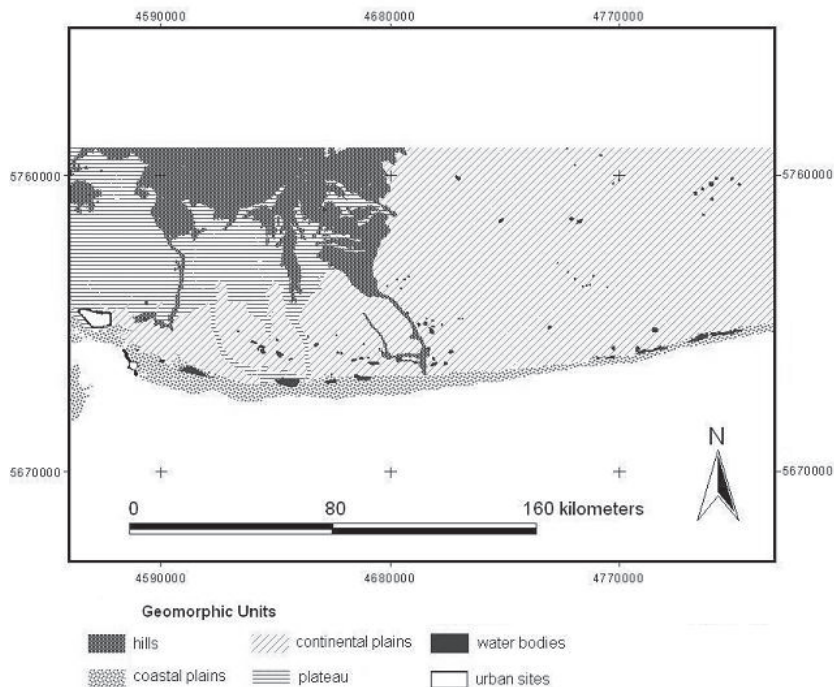 4590000 4680000 4770000
5760000 5760000
5670000 5670000
N
0 80 160 kilometers
4590000 4680000 4770000
Geomorphic Units
hills continental plains water bodies
coastal plains plateau urban sites